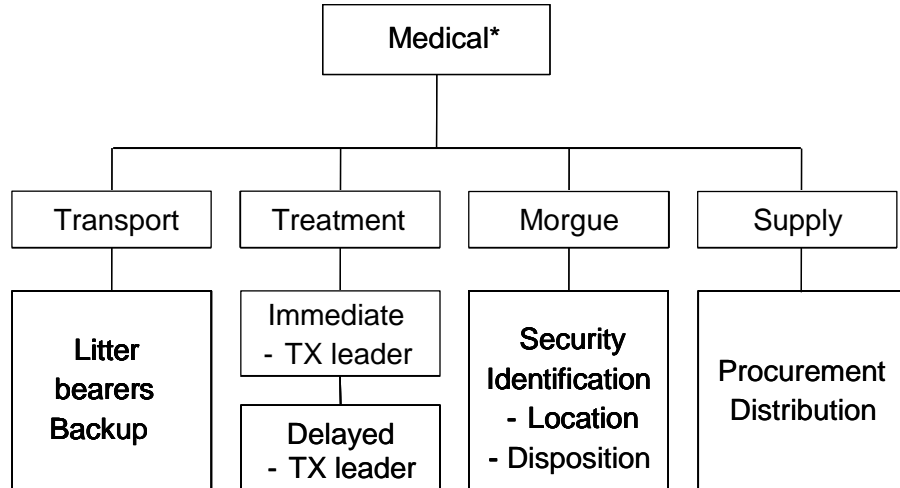 Medical*
Transport
Treatment
Morgue
Supply
Litter
bearers
Backup
Immediate
- TX leader
Delayed
- TX leader
Security
Identification
- Location
- Disposition
Procurement
Distribution